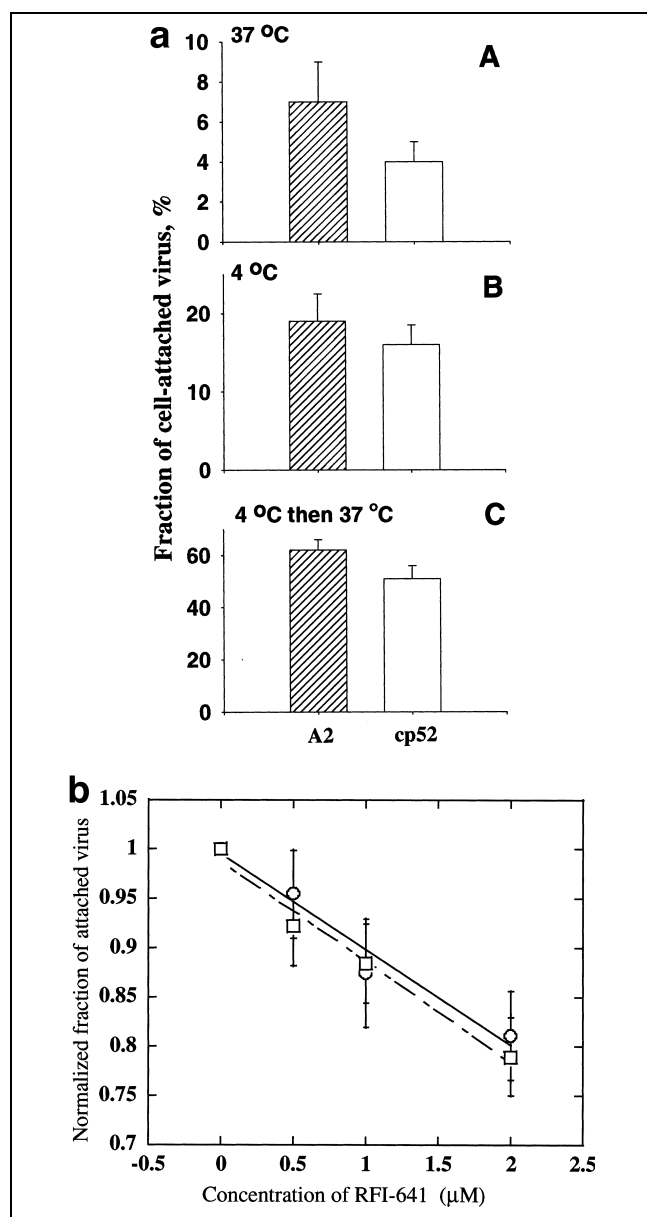 a
37 °C
A
10
8
6
4
2
0
4 °C
B
20
10
0
4 °C then 37 °C
C
60
40
20
0
Fraction of cell-attached virus, %
A2
cp52
b
1.05
1
0.95
0.9
0.85
0.8
0.75
0.7
Normalized fraction of attached virus
-0.5 0 0.5 1 1.5 2 2.5
Concentration of RFI-641 (μM)